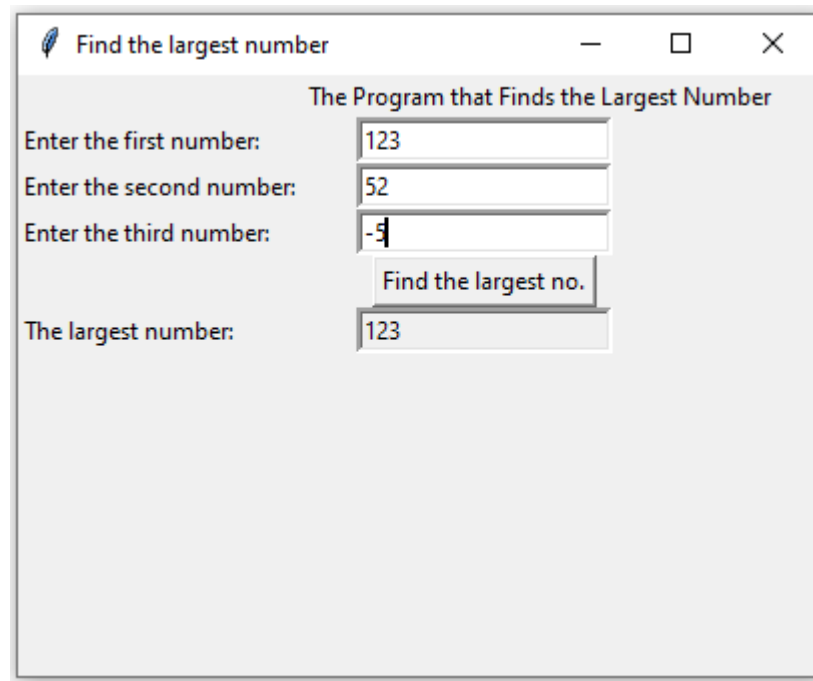 Find the largest number
The Program that Finds the Largest Number
Enter the first number: 123
Enter the second number: 52
Enter the third number: -5
Find the largest no.
The largest number: 123